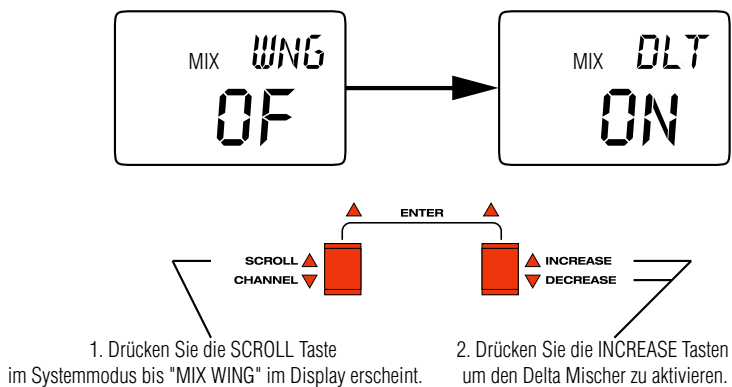 MIX WNG
OF
MIX DLT
ON
ENTER
SCROLL
CHANNEL
INCREASE
DECREASE
1. Drücken Sie die SCROLL Taste
im Systemmodus bis "MIX WING" im Display erscheint.
2. Drücken Sie die INCREASE Tasten
um den Delta Mischer zu aktivieren.